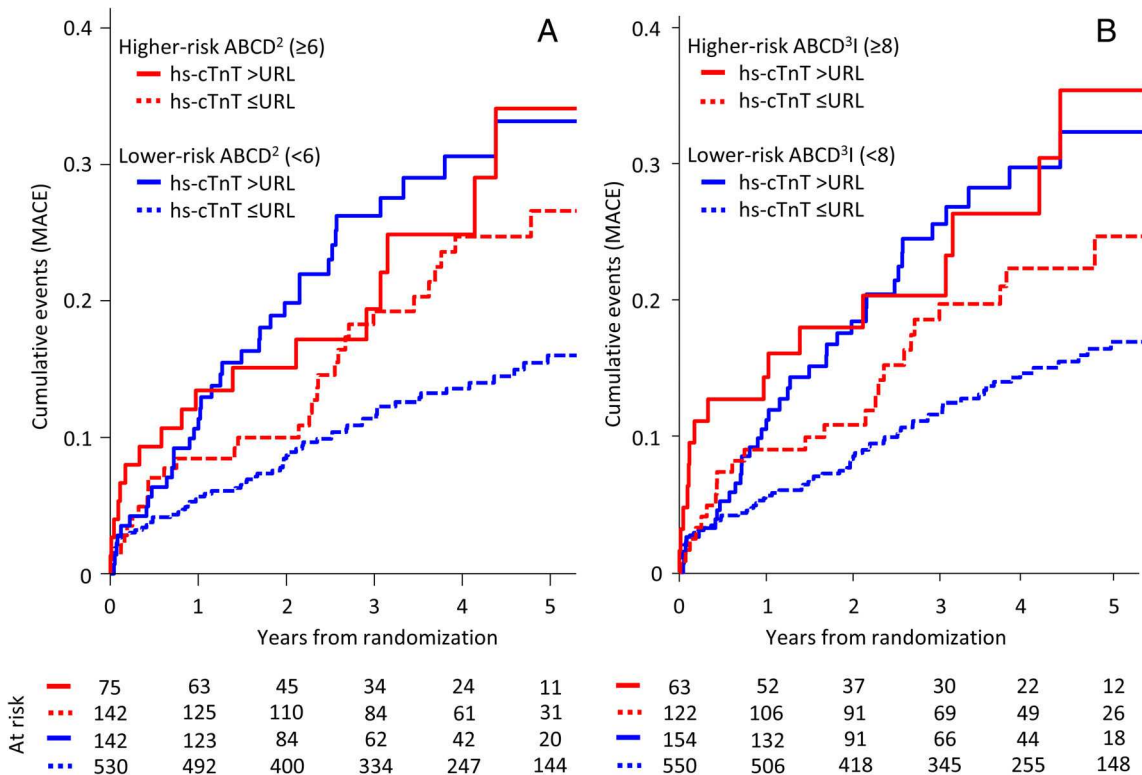 A
0.4
0.3
0.2
0.1
0
Cumulative events (MACE)
Higher-risk ABCD² (≥6)
hs-cTnT >URL
hs-cTnT ≤URL
Lower-risk ABCD² (<6)
hs-cTnT >URL
hs-cTnT ≤URL
0 1 2 3 4 5
Years from randomization
B
0.4
0.3
0.2
0.1
0
Cumulative events (MACE)
Higher-risk ABCD³I (≥8)
hs-cTnT >URL
hs-cTnT ≤URL
Lower-risk ABCD³I (<8)
hs-cTnT >URL
hs-cTnT ≤URL
0 1 2 3 4 5
Years from randomization
At risk
75 63 45 34 24 11
142 125 110 84 61 31
142 123 84 62 42 20
530 492 400 334 247 144
63 52 37 30 22 12
122 106 91 69 49 26
154 132 91 66 44 18
550 506 418 345 255 148